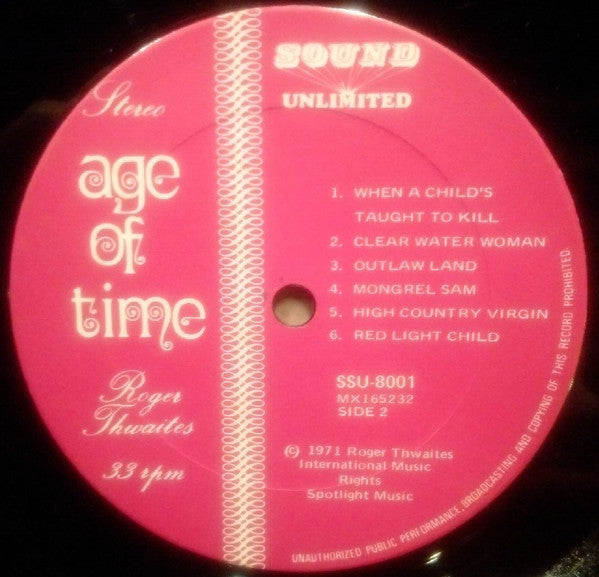 SOUND
UNLIMITED
Stereo
age
of
time
Roger
Thwaites
33 rpm
1. WHEN A CHILD'S
TAUGHT TO KILL
2. CLEAR WATER WOMAN
3. OUTLAW LAND
4. MONGREL SAM
5. HIGH COUNTRY VIRGIN
6. RED LIGHT CHILD
SSU-8001
MX165232
SIDE 2
© 1971 Roger Thwaites
International Music
Rights
Spotlight Music
UNAUTHORIZED PUBLIC PERFORMANCE, BROADCASTING AND COPYING OF THIS RECORD PROHIBITED.